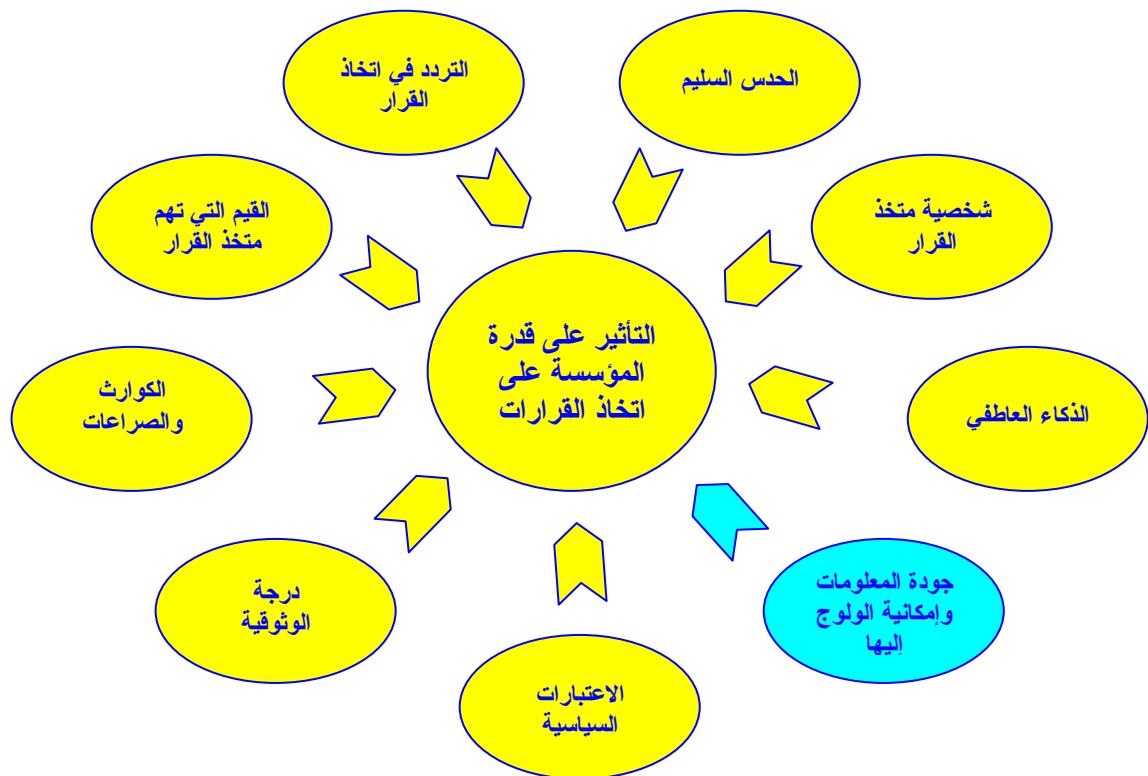 الحدس السليم
التردد في اتخاذ
القرار
شخصية متخذ
القرار
القيم التي تهم
متخذ القرار
التأثير على قدرة
المؤسسة على
اتخاذ القرارات
الذكاء العاطفي
الكوارث
والصراعات
جودة المعلومات
وإمكانية الولوج
إليها
درجة
الوثوقية
الاعتبارات
السياسية